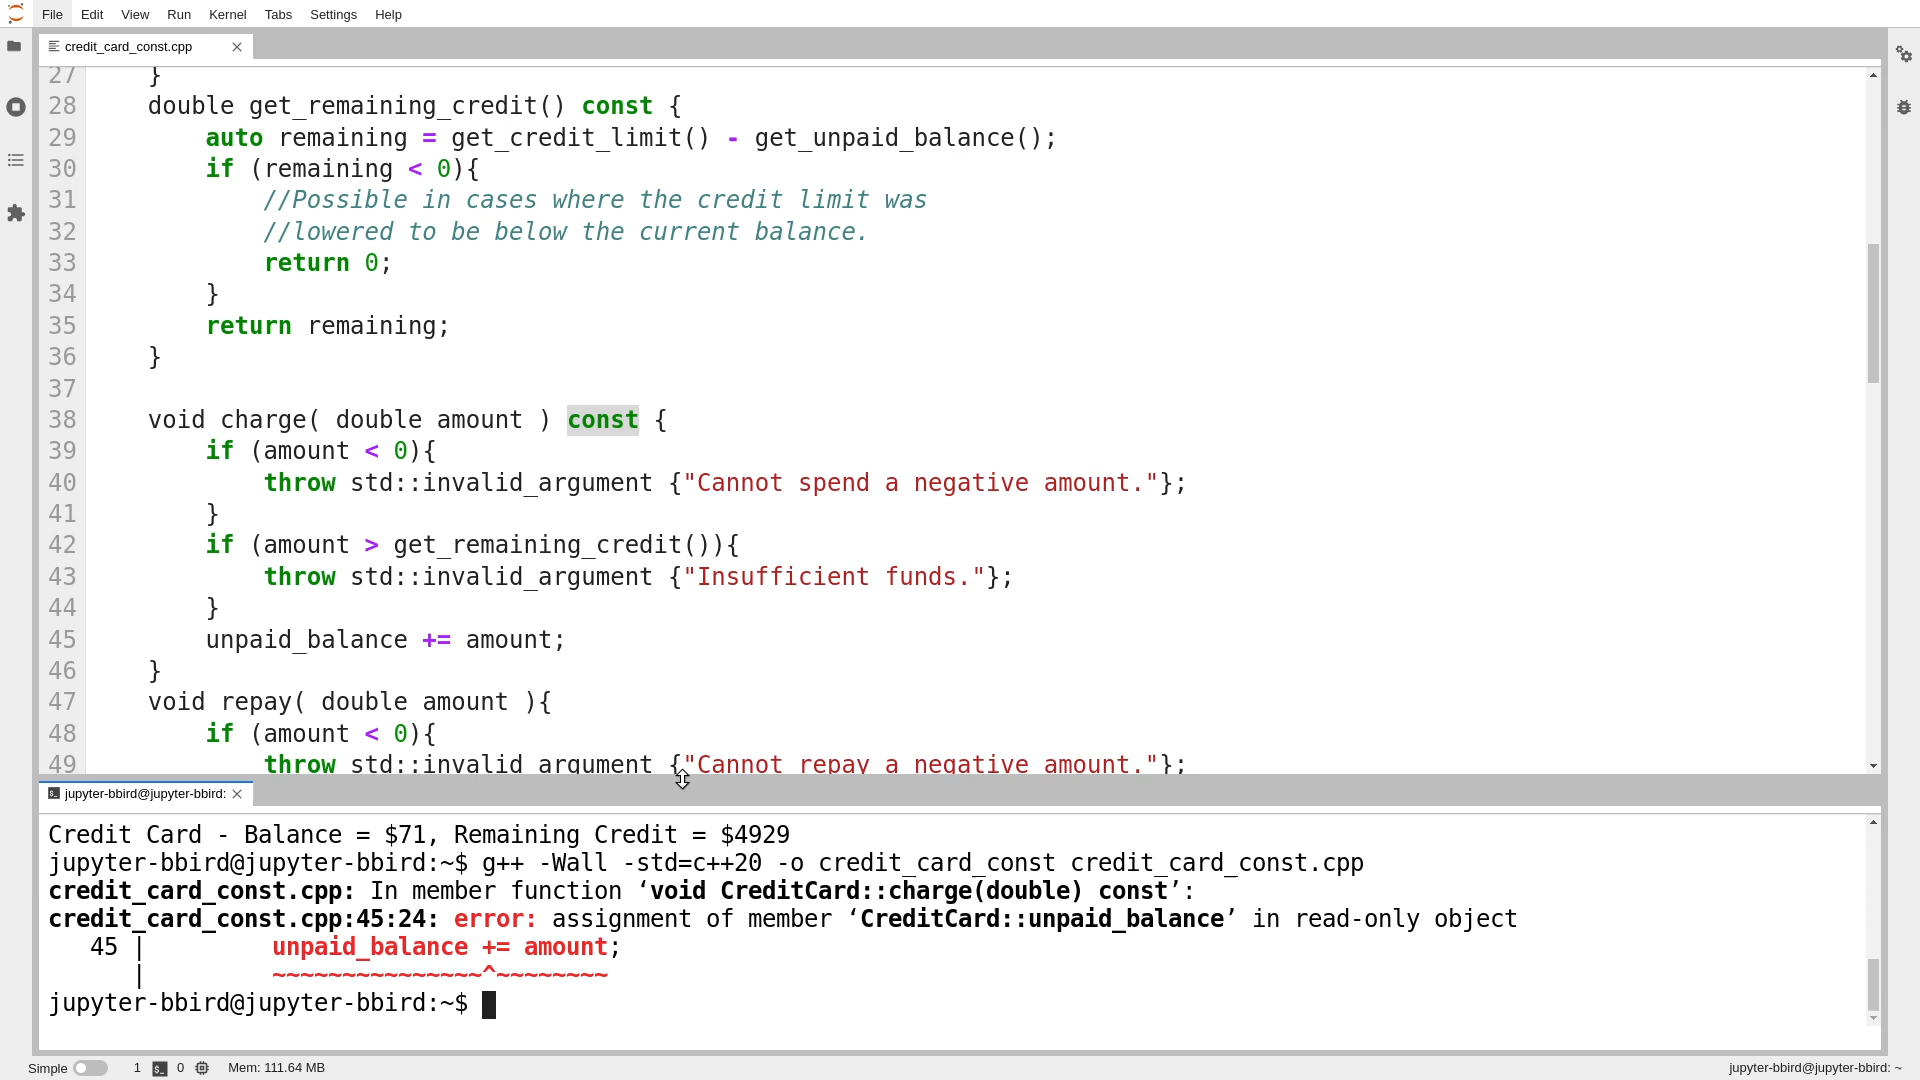 File Edit View Run Kernel Tabs Settings Help
credit_card_const.cpp
27     }
28     double get_remaining_credit() const {
29         auto remaining = get_credit_limit() - get_unpaid_balance();
30         if (remaining < 0){
31             //Possible in cases where the credit limit was
32             //lowered to be below the current balance.
33             return 0;
34         }
35         return remaining;
36     }
37
38     void charge( double amount ) const {
39         if (amount < 0){
40             throw std::invalid_argument {"Cannot spend a negative amount."};
41         }
42         if (amount > get_remaining_credit()){
43             throw std::invalid_argument {"Insufficient funds."};
44         }
45         unpaid_balance += amount;
46     }
47     void repay( double amount ){
48         if (amount < 0){
49             throw std::invalid_argument {"Cannot repay a negative amount."};
jupyter-bbird@jupyter-bbird:
Credit Card - Balance = $71, Remaining Credit = $4929
jupyter-bbird@jupyter-bbird:~$ g++ -Wall -std=c++20 -o credit_card_const credit_card_const.cpp
credit_card_const.cpp: In member function ‘void CreditCard::charge(double) const’:
credit_card_const.cpp:45:24: error: assignment of member ‘CreditCard::unpaid_balance’ in read-only object
   45 |         unpaid_balance += amount;
      |         ~~~~~~~~~~~~~~~^~~~~~~~~
jupyter-bbird@jupyter-bbird:~$
Simple 1 $_ 0 Mem: 111.64 MB jupyter-bbird@jupyter-bbird: ~